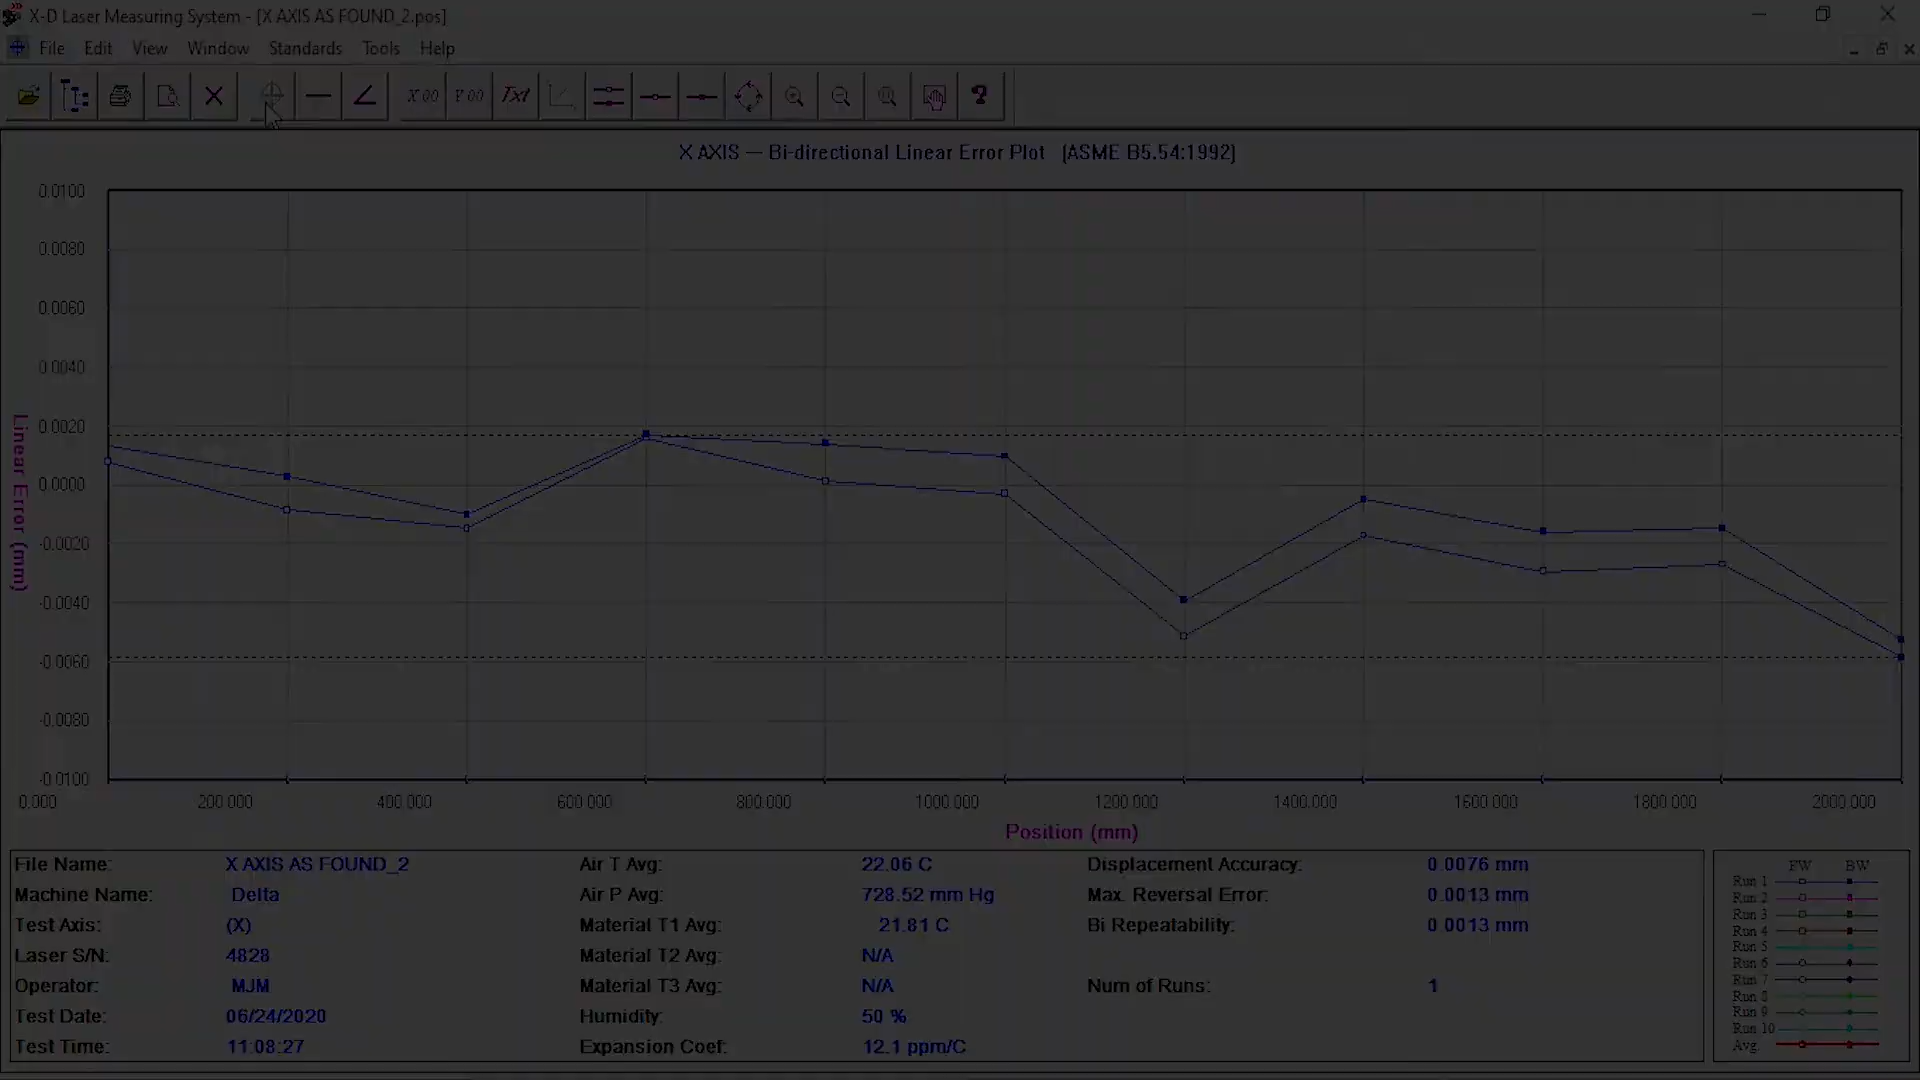 X-D Laser Measuring System - [X AXIS AS FOUND_2.pos]
File Edit View Window Standards Tools Help
X 00 Y 00 Txt
X AXIS — Bi-directional Linear Error Plot [ASME B5.54:1992]
0.0100
0.0080
0.0060
0.0040
0.0020
0.0000
-0.0020
-0.0040
-0.0060
-0.0080
-0.0100
Linear Error (mm)
0.000 200.000 400.000 600.000 800.000 1000.000 1200.000 1400.000 1600.000 1800.000 2000.000
Position (mm)
File Name: X AXIS AS FOUND_2 Air T Avg: 22.06 C Displacement Accuracy: 0.0076 mm
Machine Name: Delta Air P Avg: 728.52 mm Hg Max. Reversal Error: 0.0013 mm
Test Axis: (X) Material T1 Avg: 21.81 C Bi Repeatability: 0.0013 mm
Laser S/N: 4828 Material T2 Avg: N/A
Operator: MJM Material T3 Avg: N/A Num of Runs: 1
Test Date: 06/24/2020 Humidity: 50 %
Test Time: 11:08:27 Expansion Coef: 12.1 ppm/C
FW BW
Run 1
Run 2
Run 3
Run 4
Run 5
Run 6
Run 7
Run 8
Run 9
Run 10
Avg.